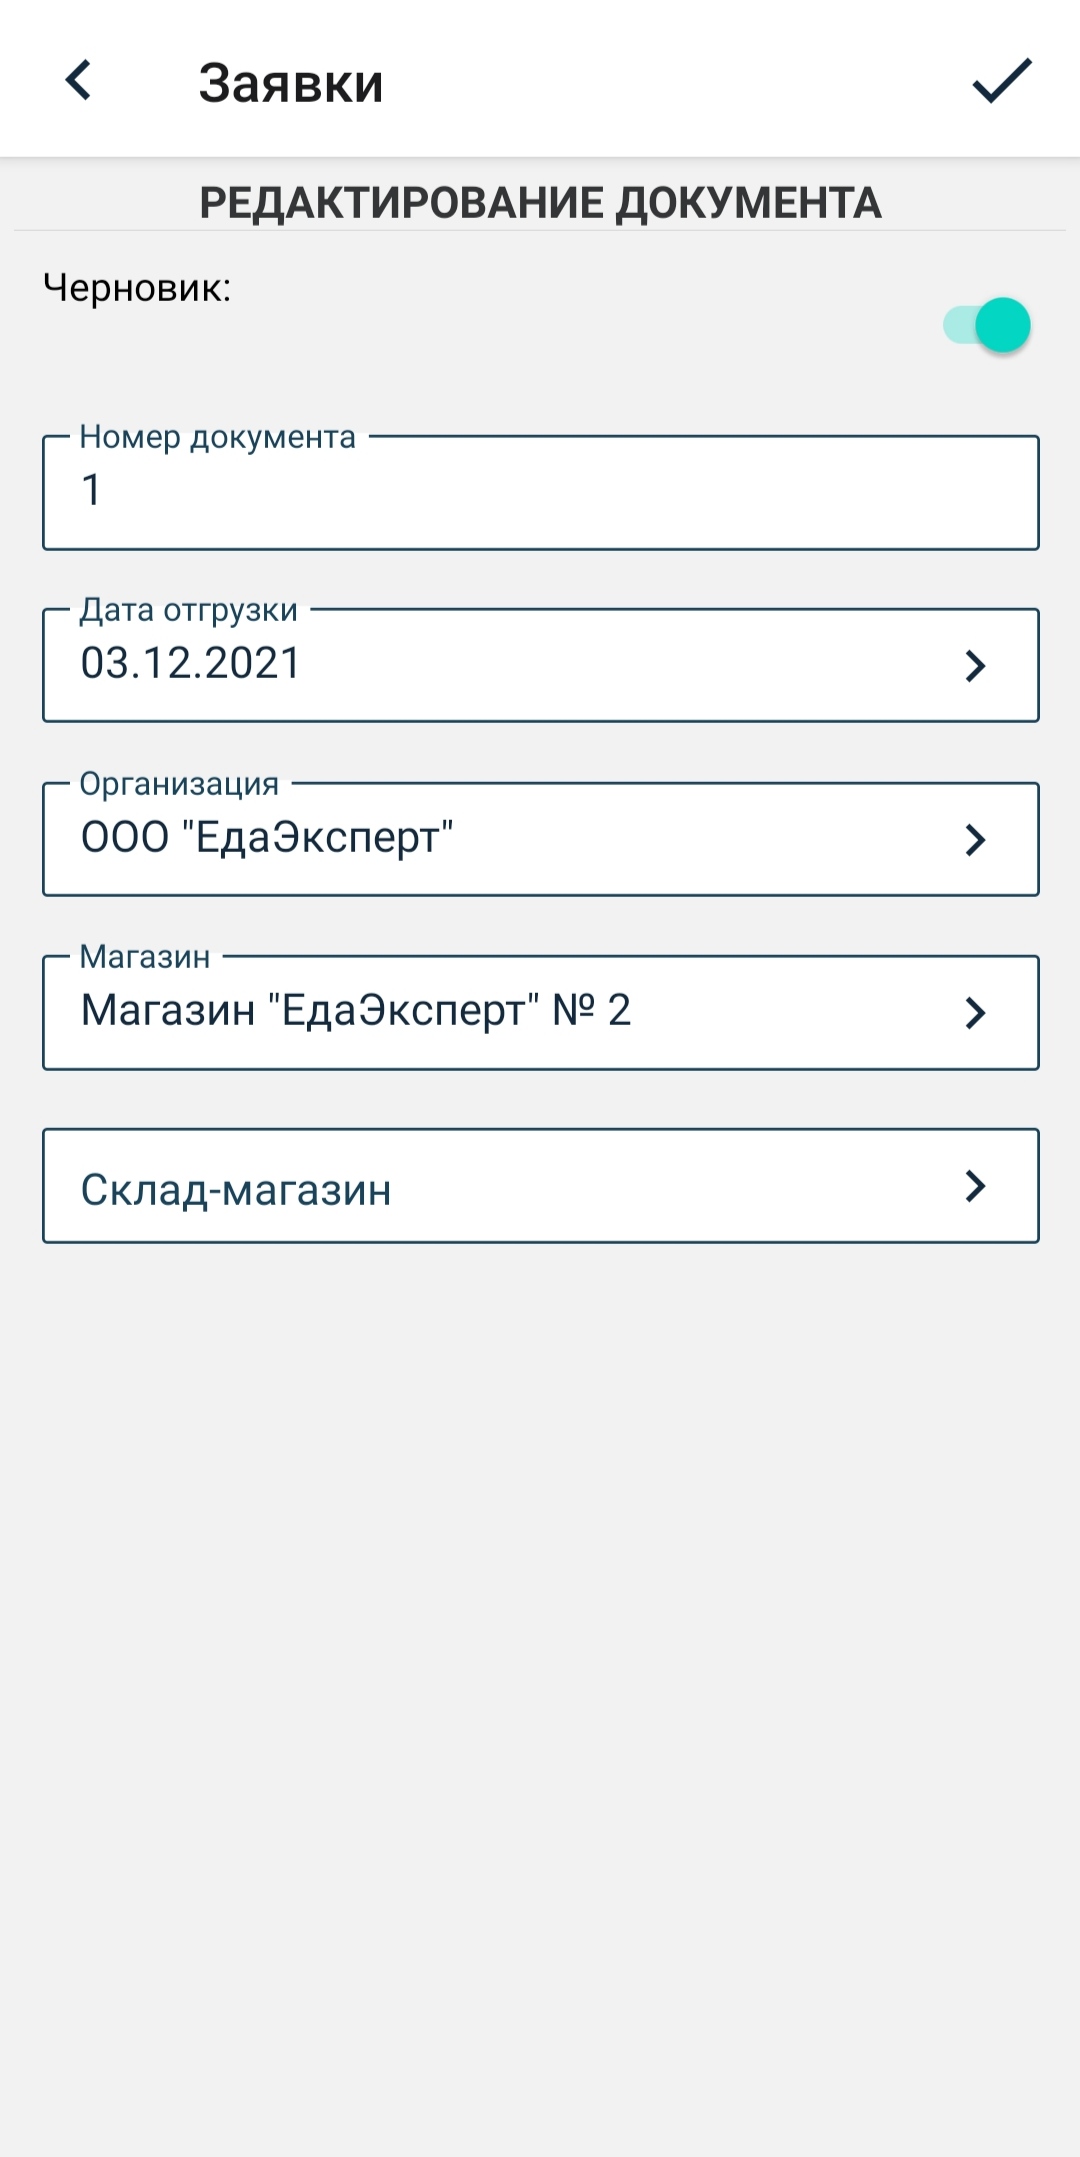 Заявки
РЕДАКТИРОВАНИЕ ДОКУМЕНТА
Черновик:
Номер документа
1
Дата отгрузки
03.12.2021
Организация
ООО "ЕдаЭксперт"
Магазин
Магазин "ЕдаЭксперт" № 2
Склад-магазин